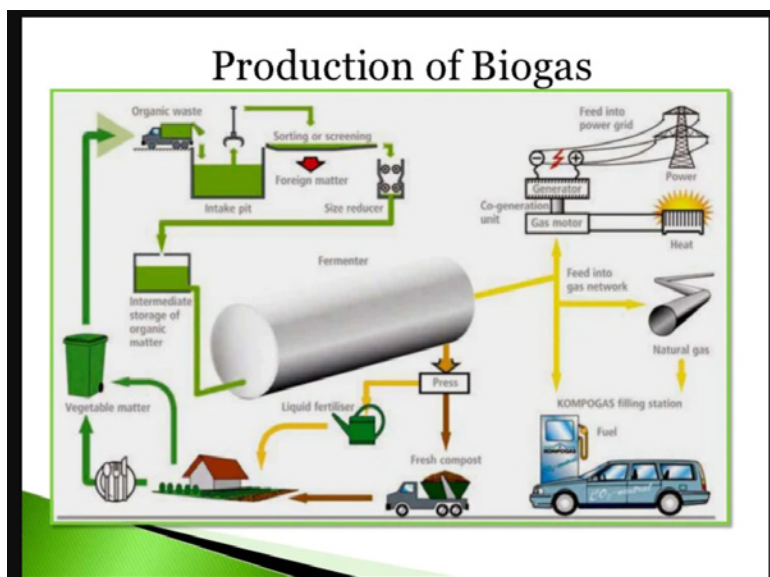 Production of Biogas
Organic waste
Sorting or screening
Foreign matter
Intake pit
Size reducer
Feed into
power grid
Power
Generator
Co-generation
unit
Gas motor
Heat
Fermenter
Feed into
gas network
Intermediate
storage of
organic
matter
Natural gas
Press
Vegetable matter
Liquid fertiliser
KOMPOGAS filling station
Fuel
KOMPOGAS
Fresh compost